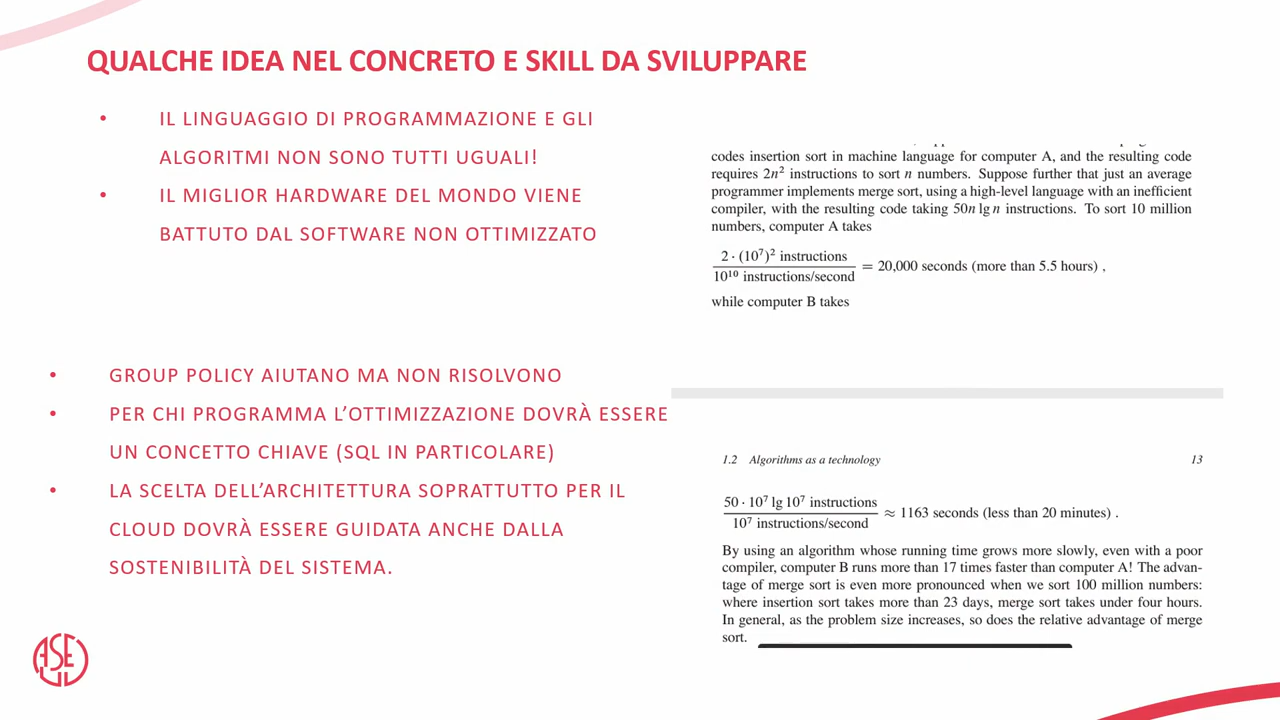 QUALCHE IDEA NEL CONCRETO E SKILL DA SVILUPPARE
• IL LINGUAGGIO DI PROGRAMMAZIONE E GLI
ALGORITMI NON SONO TUTTI UGUALI!
• IL MIGLIOR HARDWARE DEL MONDO VIENE
BATTUTO DAL SOFTWARE NON OTTIMIZZATO
• GROUP POLICY AIUTANO MA NON RISOLVONO
• PER CHI PROGRAMMA L’OTTIMIZZAZIONE DOVRÀ ESSERE
UN CONCETTO CHIAVE (SQL IN PARTICOLARE)
• LA SCELTA DELL’ARCHITETTURA SOPRATTUTTO PER IL
CLOUD DOVRÀ ESSERE GUIDATA ANCHE DALLA
SOSTENIBILITÀ DEL SISTEMA.
codes insertion sort in machine language for computer A, and the resulting code
requires 2n² instructions to sort n numbers. Suppose further that just an average
programmer implements merge sort, using a high-level language with an inefficient
compiler, with the resulting code taking 50n lg n instructions. To sort 10 million
numbers, computer A takes
2 · (10⁷)² instructions
10¹⁰ instructions/second
= 20,000 seconds (more than 5.5 hours) ,
while computer B takes
1.2 Algorithms as a technology 13
50 · 10⁷ lg 10⁷ instructions
10⁷ instructions/second
≈ 1163 seconds (less than 20 minutes) .
By using an algorithm whose running time grows more slowly, even with a poor
compiler, computer B runs more than 17 times faster than computer A! The advan-
tage of merge sort is even more pronounced when we sort 100 million numbers:
where insertion sort takes more than 23 days, merge sort takes under four hours.
In general, as the problem size increases, so does the relative advantage of merge
sort.